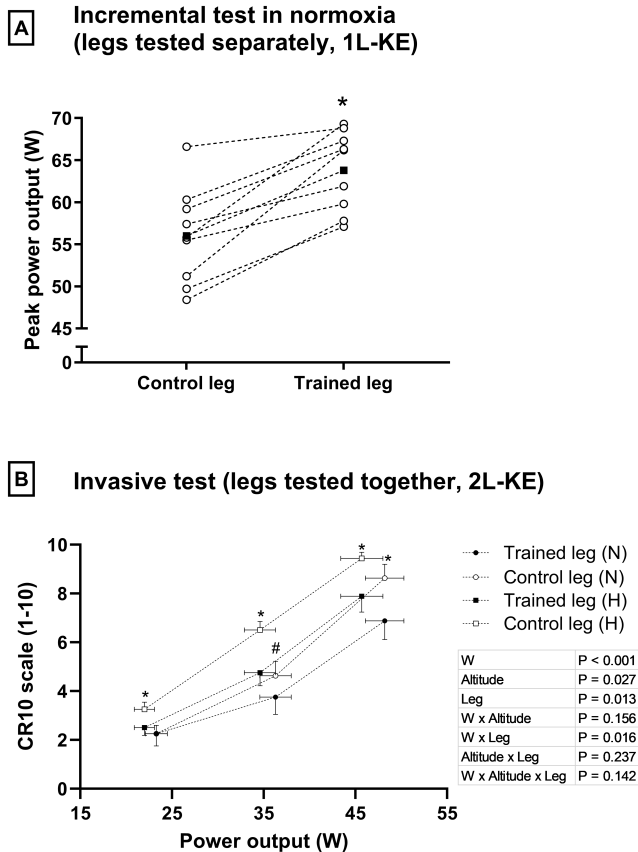 A
Incremental test in normoxia
(legs tested separately, 1L-KE)
Peak power output (W)
70
65
60
55
50
45
0
*
Control leg
Trained leg
B
Invasive test (legs tested together, 2L-KE)
CR10 scale (1-10)
10
8
6
4
2
0
*
*
#
*
*
15
25
35
45
55
Power output (W)
Trained leg (N)
Control leg (N)
Trained leg (H)
Control leg (H)
W P < 0.001
Altitude P = 0.027
Leg P = 0.013
W x Altitude P = 0.156
W x Leg P = 0.016
Altitude x Leg P = 0.237
W x Altitude x Leg P = 0.142